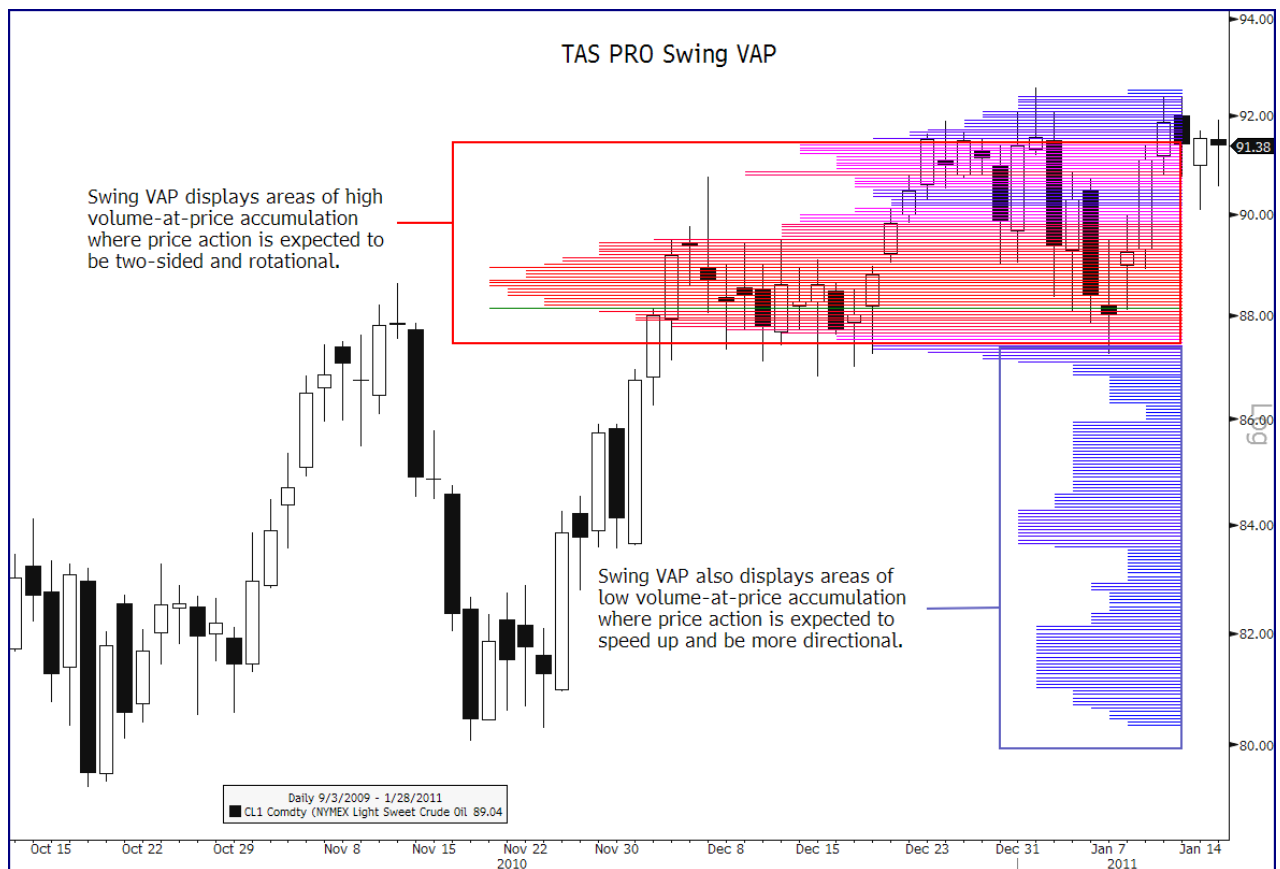 TAS PRO Swing VAP
94.00
92.00
91.38
90.00
88.00
86.00
84.00
82.00
80.00
Log
Swing VAP displays areas of high
volume-at-price accumulation
where price action is expected to
be two-sided and rotational.
Swing VAP also displays areas of
low volume-at-price accumulation
where price action is expected to
speed up and be more directional.
Daily 9/3/2009 - 1/28/2011
CL1 Comdty (NYMEX Light Sweet Crude Oil 89.04
Oct 15 Oct 22 Oct 29 Nov 8 Nov 15 Nov 22 Nov 30 Dec 8 Dec 15 Dec 23 Dec 31 Jan 7 Jan 14
2010 2011